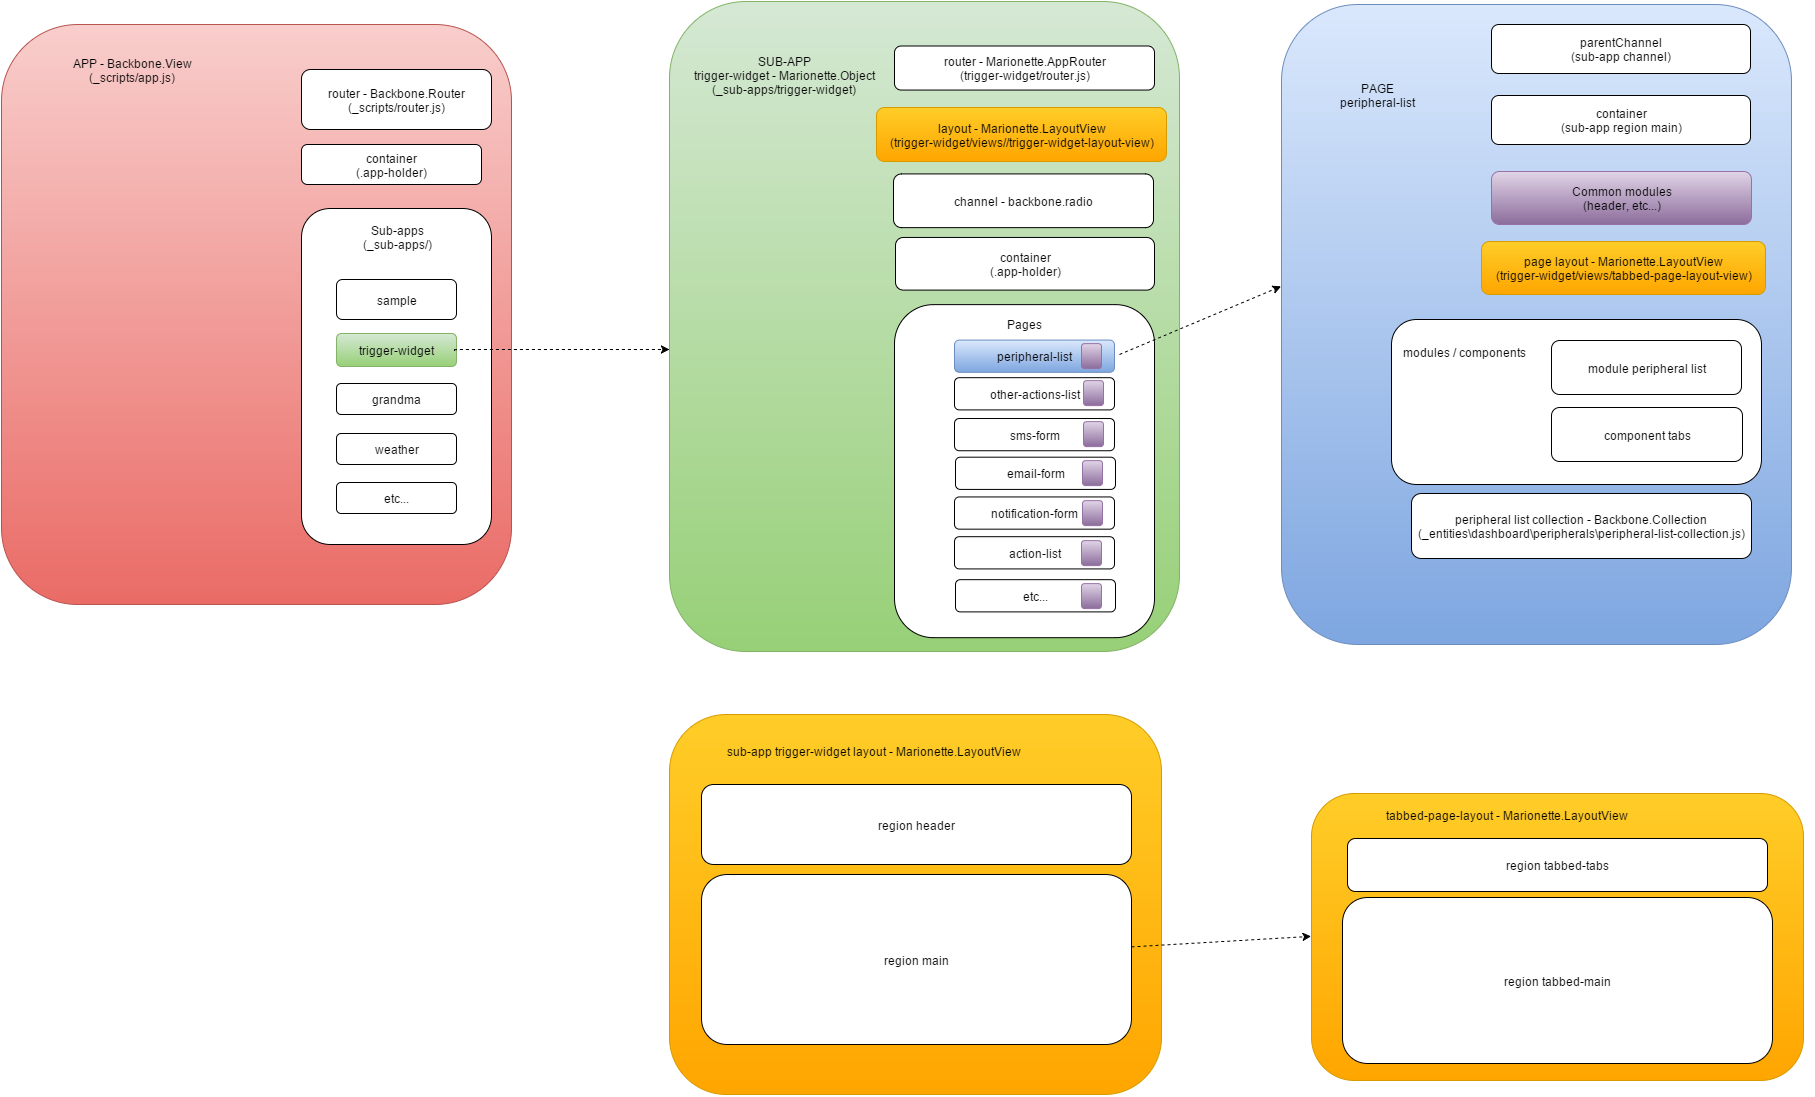 APP - Backbone.View
(_scripts/app.js)
router - Backbone.Router
(_scripts/router.js)
container
(.app-holder)
Sub-apps
(_sub-apps/)
sample
trigger-widget
grandma
weather
etc...
SUB-APP
trigger-widget - Marionette.Object
(_sub-apps/trigger-widget)
router - Marionette.AppRouter
(trigger-widget/router.js)
layout - Marionette.LayoutView
(trigger-widget/views//trigger-widget-layout-view)
channel - backbone.radio
container
(.app-holder)
Pages
peripheral-list
other-actions-list
sms-form
email-form
notification-form
action-list
etc...
PAGE
peripheral-list
parentChannel
(sub-app channel)
container
(sub-app region main)
Common modules
(header, etc...)
page layout - Marionette.LayoutView
(trigger-widget/views/tabbed-page-layout-view)
modules / components
module peripheral list
component tabs
peripheral list collection - Backbone.Collection
(_entities\dashboard\peripherals\peripheral-list-collection.js)
sub-app trigger-widget layout - Marionette.LayoutView
region header
region main
tabbed-page-layout - Marionette.LayoutView
region tabbed-tabs
region tabbed-main